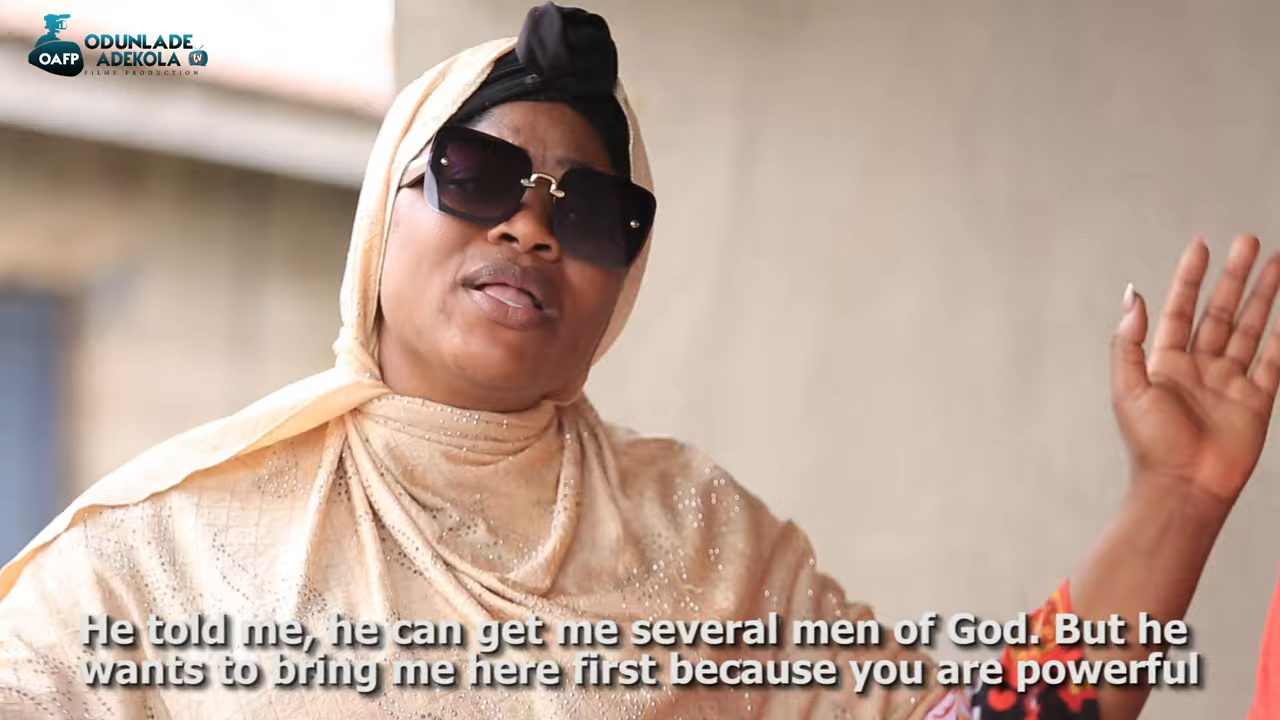 OAFP
ODUNLADE
ADEKOLA TV
FILMS PRODUCTION
He told me, he can get me several men of God. But he
wants to bring me here first because you are powerful